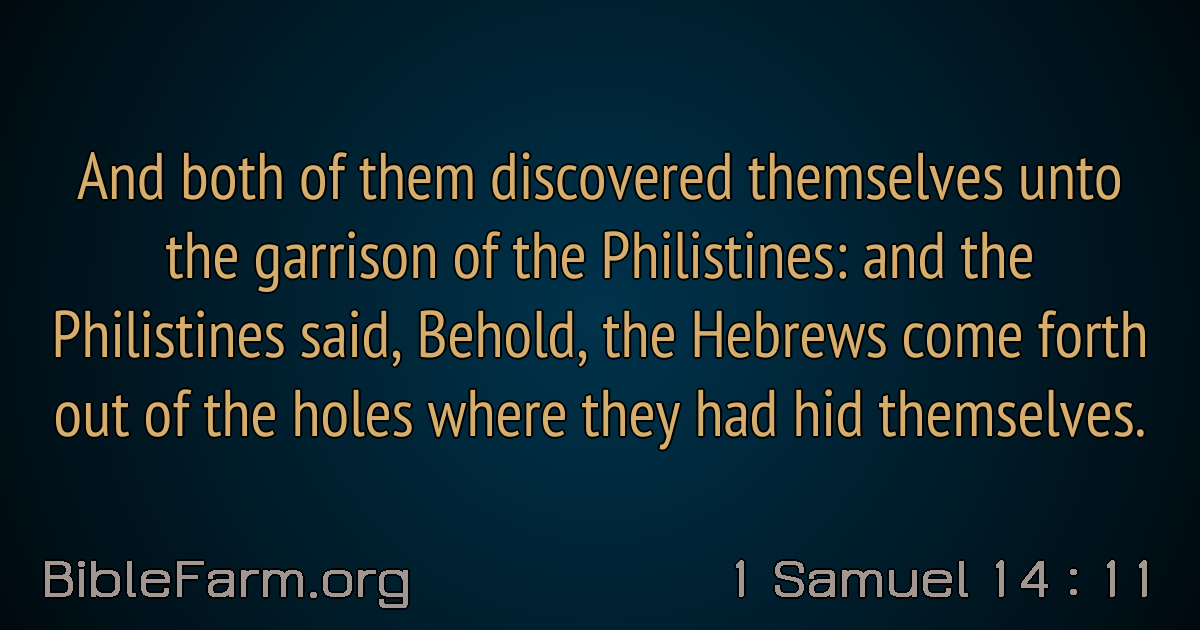 And both of them discovered themselves unto
the garrison of the Philistines: and the
Philistines said, Behold, the Hebrews come forth
out of the holes where they had hid themselves.
BibleFarm.org
1 Samuel 14 : 11